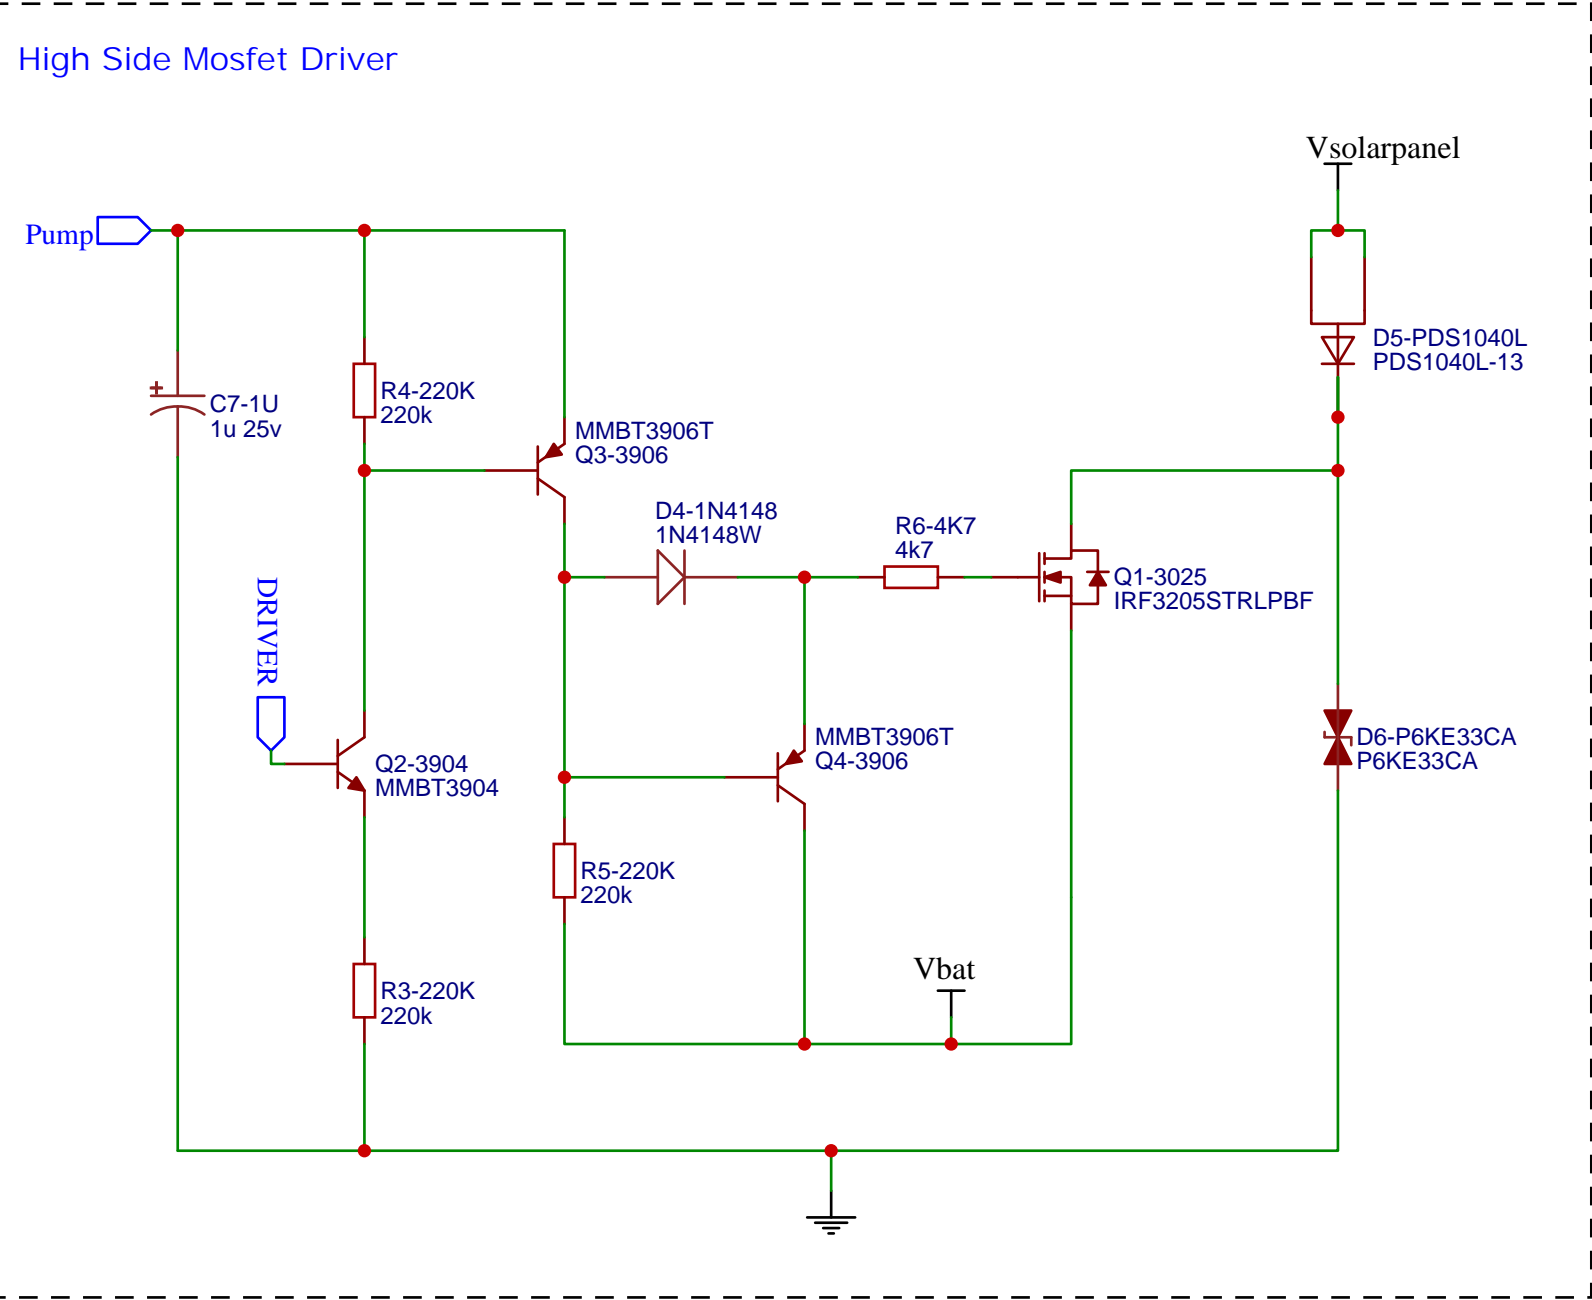 High Side Mosfet Driver
Vsolarpanel
Pump
D5-PDS1040L
PDS1040L-13
R4-220K
220k
+
C7-1U
1u 25v
MMBT3906T
Q3-3906
D4-1N4148
1N4148W
R6-4K7
4k7
Q1-3025
IRF3205STRLPBF
DRIVER
Q2-3904
MMBT3904
MMBT3906T
Q4-3906
D6-P6KE33CA
P6KE33CA
R5-220K
220k
Vbat
R3-220K
220k